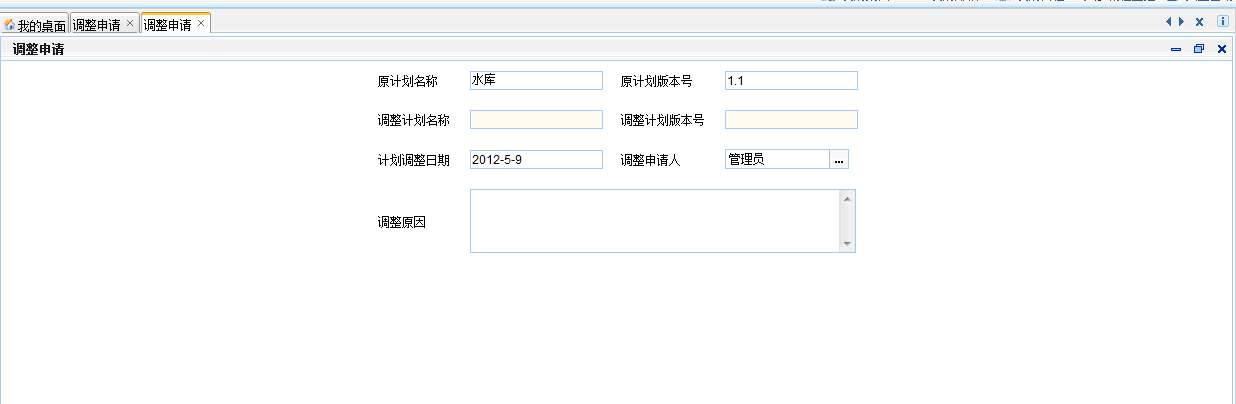 我的桌面 调整申请 调整申请
调整申请
原计划名称 水库 原计划版本号 1.1
调整计划名称 调整计划版本号
计划调整日期 2012-5-9 调整申请人 管理员 ...
调整原因